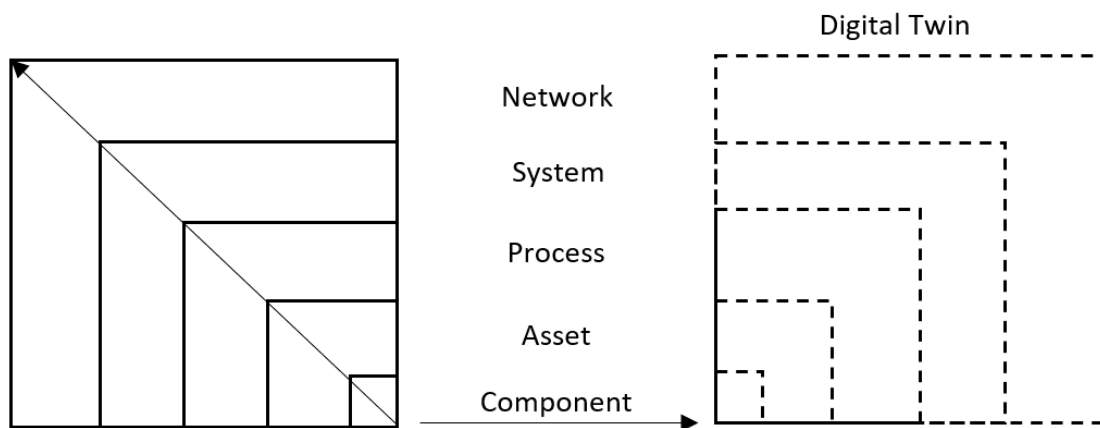 Digital Twin
Network
System
Process
Asset
Component